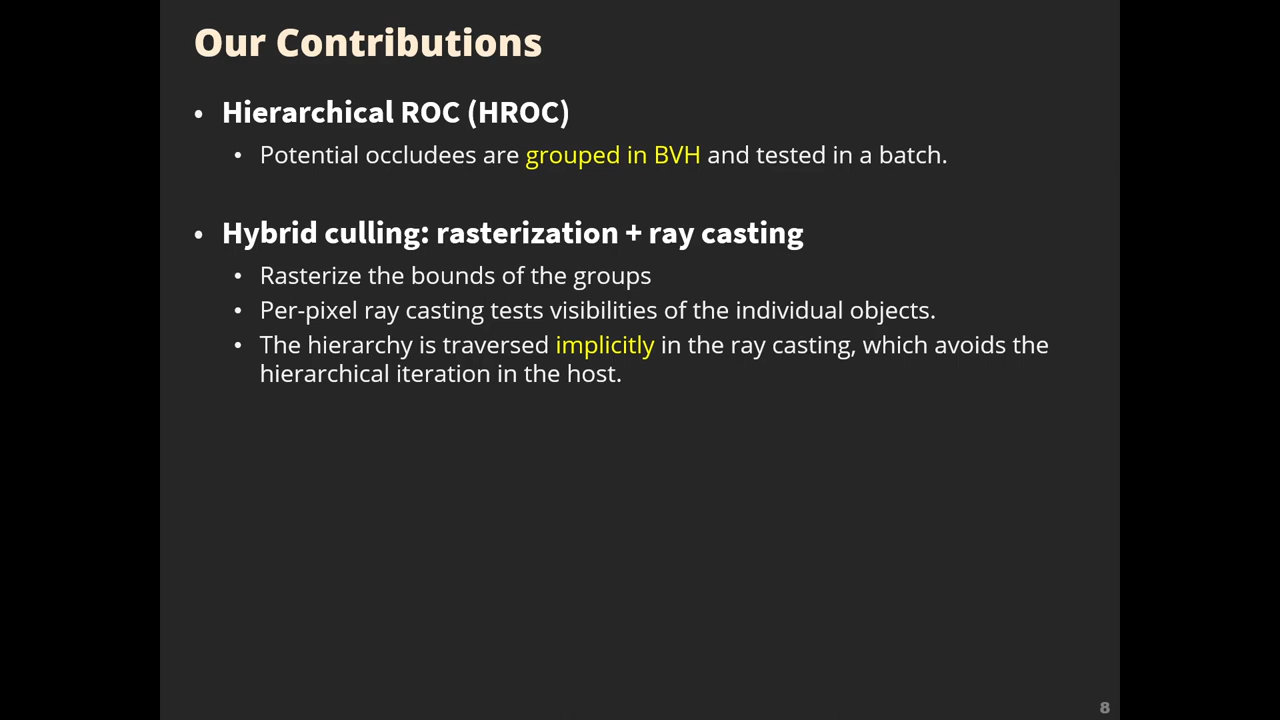 Our Contributions
• Hierarchical ROC (HROC)
• Potential occludees are grouped in BVH and tested in a batch.
• Hybrid culling: rasterization + ray casting
• Rasterize the bounds of the groups
• Per-pixel ray casting tests visibilities of the individual objects.
• The hierarchy is traversed implicitly in the ray casting, which avoids the
hierarchical iteration in the host.
8